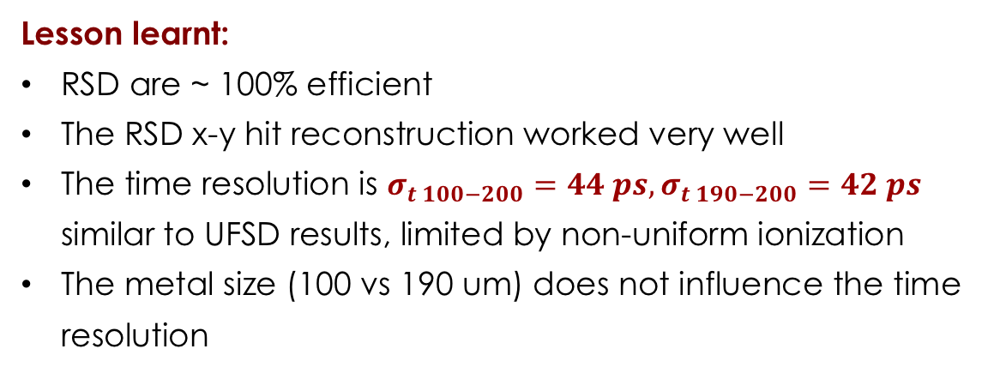 Lesson learnt:
• RSD are ~ 100% efficient
• The RSD x-y hit reconstruction worked very well
• The time resolution is σt 100−200 = 44 ps, σt 190−200 = 42 ps
similar to UFSD results, limited by non-uniform ionization
• The metal size (100 vs 190 um) does not influence the time
resolution